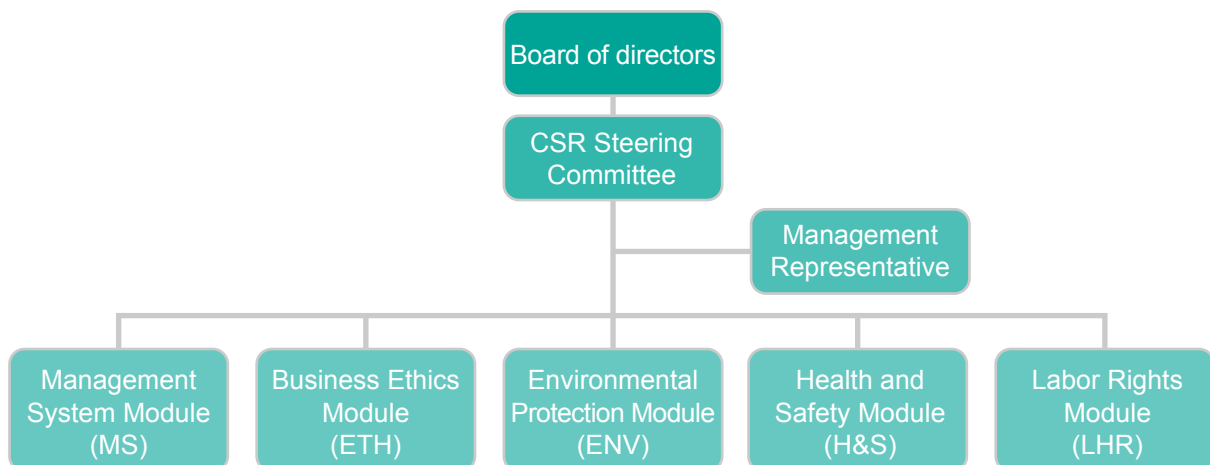 Board of directors
CSR Steering
Committee
Management
Representative
Management
System Module
(MS)
Business Ethics
Module
(ETH)
Environmental
Protection Module
(ENV)
Health and
Safety Module
(H&S)
Labor Rights
Module
(LHR)